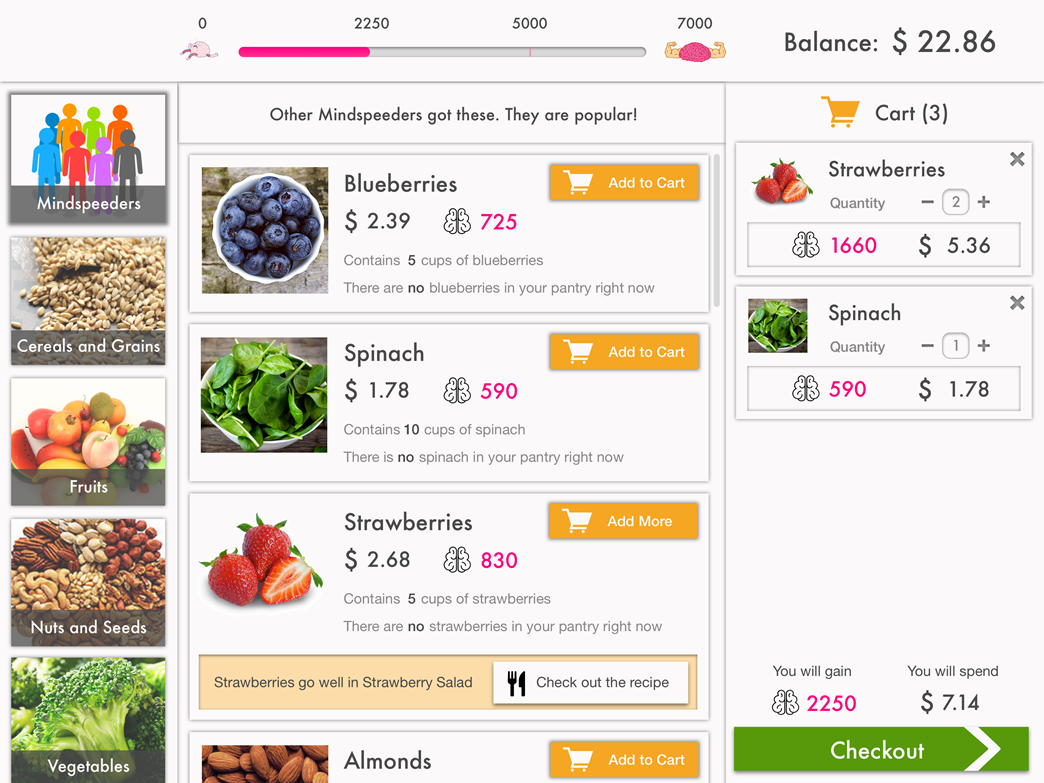 0
2250
5000
7000
Balance: $ 22.86
Mindspeeders
Cereals and Grains
Fruits
Nuts and Seeds
Vegetables
Other Mindspeeders got these. They are popular!
Blueberries
Add to Cart
$ 2.39
725
Contains 5 cups of blueberries
There are no blueberries in your pantry right now
Spinach
Add to Cart
$ 1.78
590
Contains 10 cups of spinach
There is no spinach in your pantry right now
Strawberries
Add More
$ 2.68
830
Contains 5 cups of strawberries
There are no strawberries in your pantry right now
Strawberries go well in Strawberry Salad
Check out the recipe
Almonds
Add to Cart
Cart (3)
Strawberries
Quantity − 2 +
1660 $ 5.36
Spinach
Quantity − 1 +
590 $ 1.78
You will gain
2250
You will spend
$ 7.14
Checkout